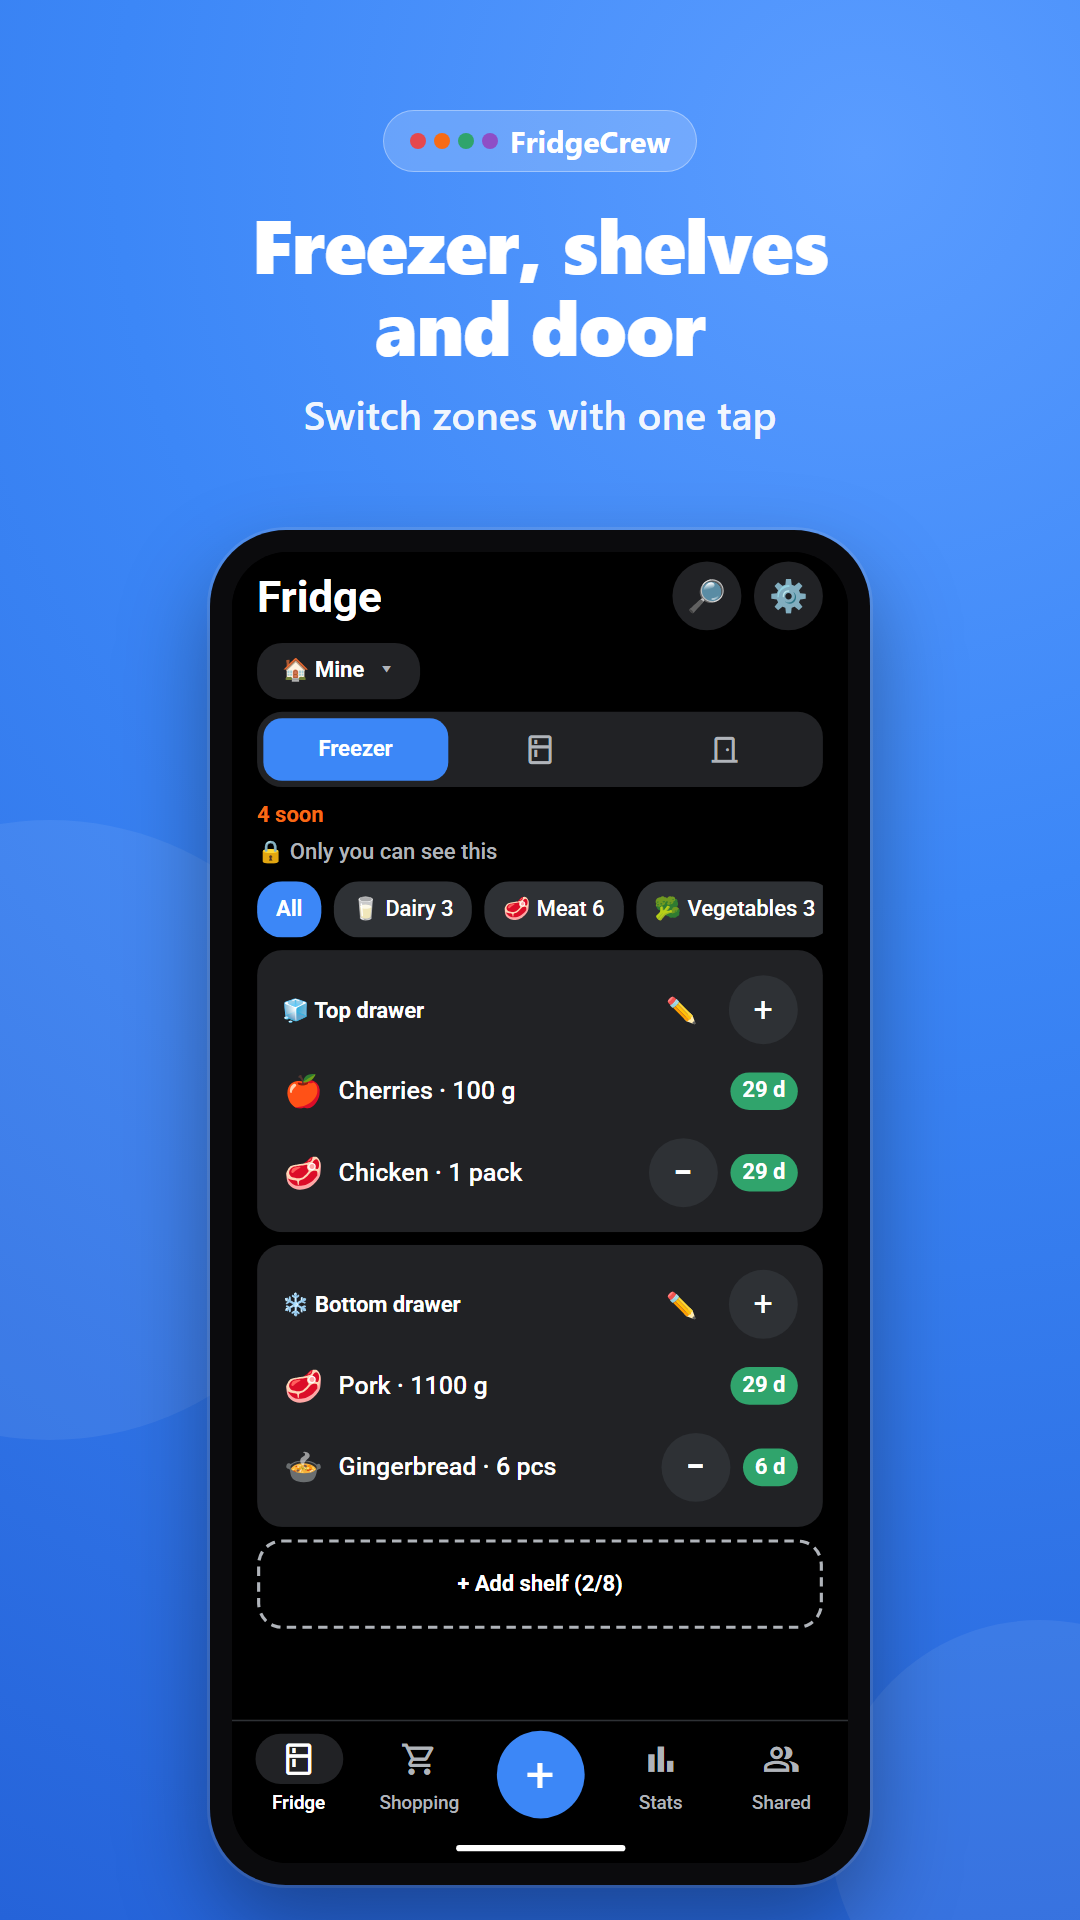 FridgeCrew
Freezer, shelves
and door
Switch zones with one tap
Fridge
Mine
Freezer
4 soon
Only you can see this
All
Dairy 3
Meat 6
Vegetables 3
Top drawer
+
Cherries · 100 g
29 d
Chicken · 1 pack
−
29 d
Bottom drawer
+
Pork · 1100 g
29 d
Gingerbread · 6 pcs
−
6 d
+ Add shelf (2/8)
Fridge
Shopping
+
Stats
Shared